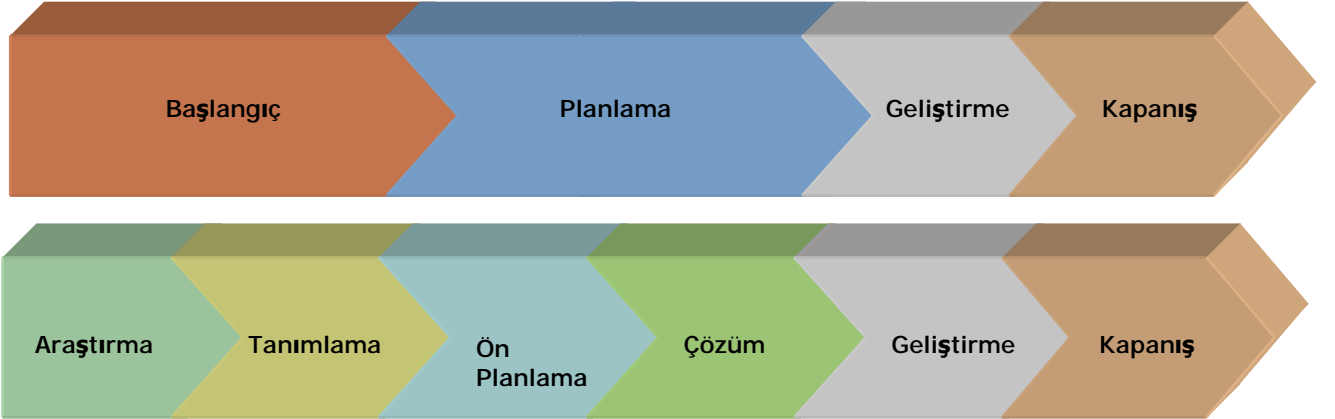 Başlangıç
Planlama
Geliştirme
Kapanış
Araştırma
Tanımlama
Ön
Planlama
Çözüm
Geliştirme
Kapanış